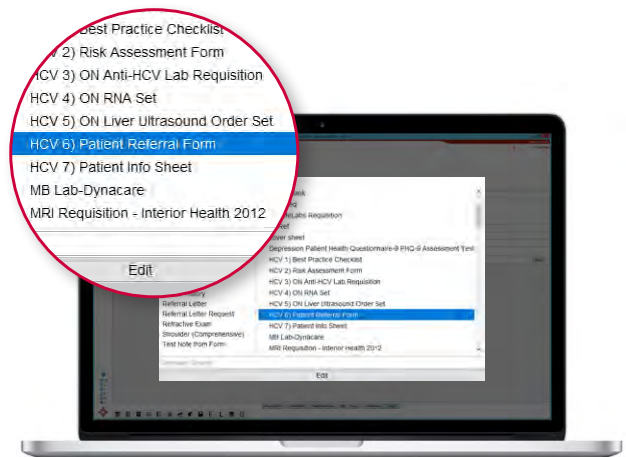 Best Practice Checklist
HCV 2) Risk Assessment Form
HCV 3) ON Anti-HCV Lab Requisition
HCV 4) ON RNA Set
HCV 5) ON Liver Ultrasound Order Set
HCV 6) Patient Referral Form
HCV 7) Patient Info Sheet
MB Lab-Dynacare
MRI Requisition - Interior Health 2012
Edit
Requisition
sheet
Depression Patient Health Questionnaire-9 PHQ-9 Assessment Test
HCV 1) Best Practice Checklist
HCV 2) Risk Assessment Form
HCV 3) ON Anti-HCV Lab Requisition
HCV 4) ON RNA Set
HCV 5) ON Liver Ultrasound Order Set
HCV 6) Patient Referral Form
HCV 7) Patient Info Sheet
MB Lab-Dynacare
MRI Requisition - Interior Health 2012
Referral Letter
Referral Letter Request
Refractive Exam
(Comprehensive)
Test Note from Form
Edit